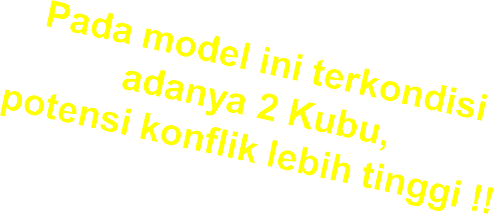 Pada model ini terkondisi
adanya 2 Kubu,
potensi konflik lebih tinggi !!